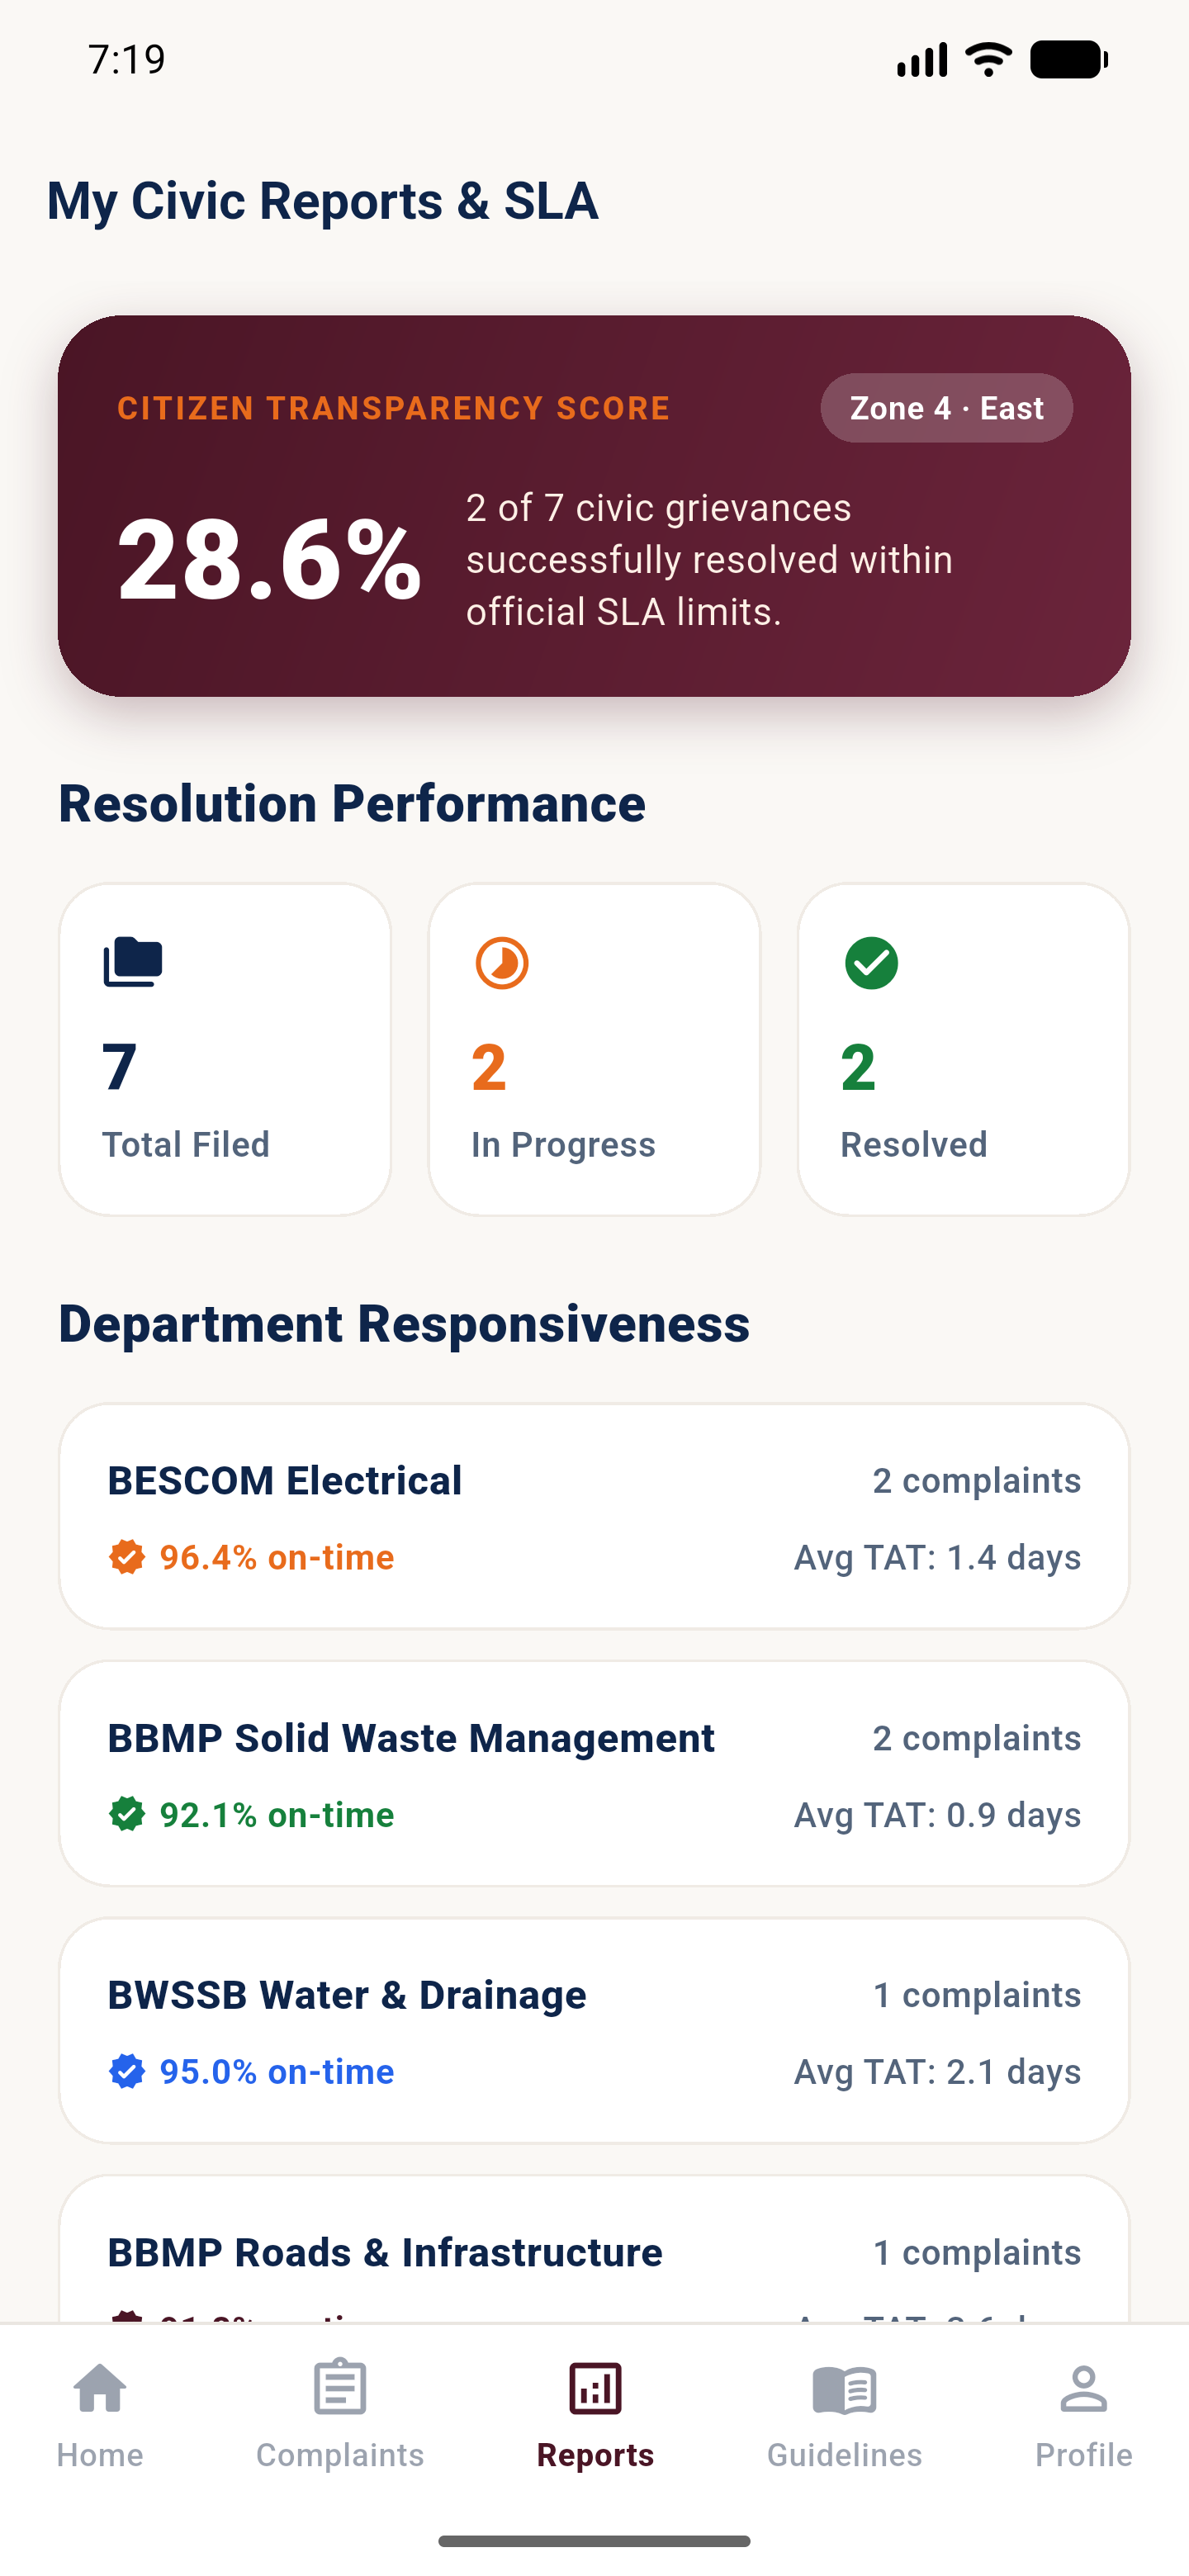 7:19
My Civic Reports & SLA
CITIZEN TRANSPARENCY SCORE
Zone 4 · East
28.6%
2 of 7 civic grievances
successfully resolved within
official SLA limits.
Resolution Performance
7
Total Filed
2
In Progress
2
Resolved
Department Responsiveness
BESCOM Electrical
2 complaints
96.4% on-time
Avg TAT: 1.4 days
BBMP Solid Waste Management
2 complaints
92.1% on-time
Avg TAT: 0.9 days
BWSSB Water & Drainage
1 complaints
95.0% on-time
Avg TAT: 2.1 days
BBMP Roads & Infrastructure
1 complaints
Home
Complaints
Reports
Guidelines
Profile